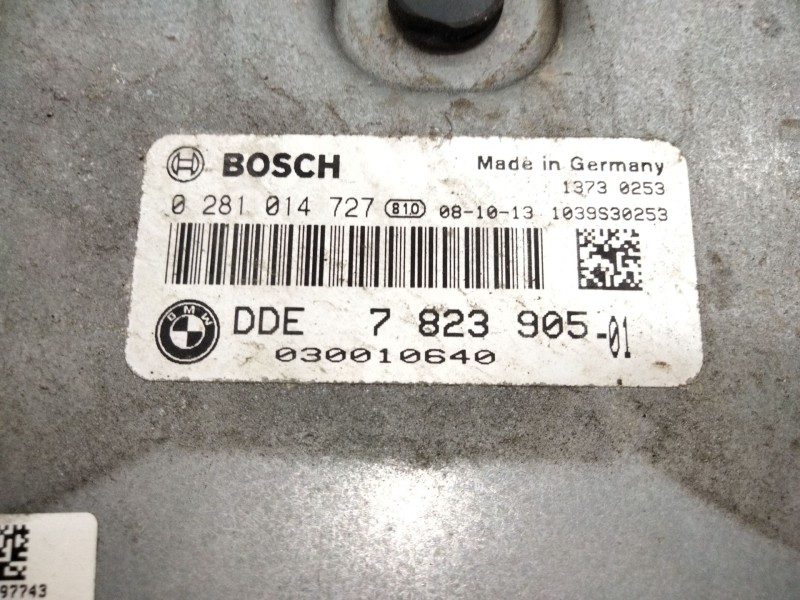 BOSCH
Made in Germany
1373 0253
0 281 014 727 810 08-10-13 1039S30253
BMW
DDE 7 823 905-01
030010640
97743